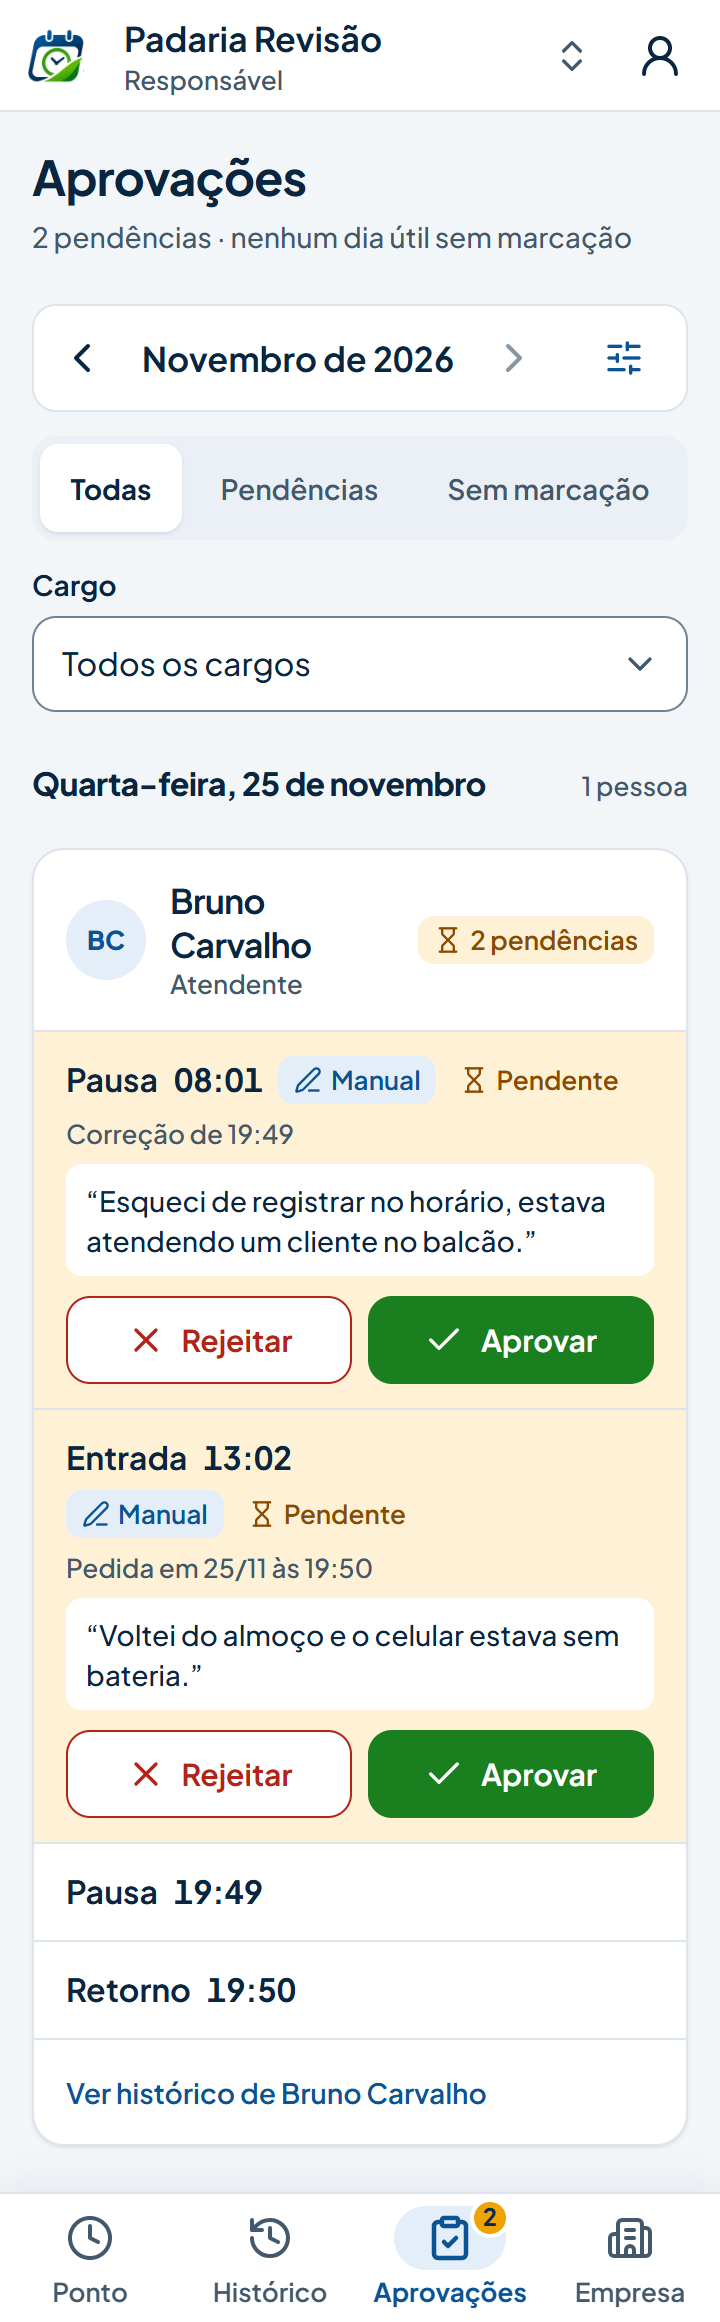 Padaria Revisão
Responsável
Aprovações
2 pendências · nenhum dia útil sem marcação
Novembro de 2026
Todas Pendências Sem marcação
Cargo
Todos os cargos
Quarta-feira, 25 de novembro 1 pessoa
BC
Bruno
Carvalho
Atendente
2 pendências
Pausa 08:01 Manual Pendente
Correção de 19:49
“Esqueci de registrar no horário, estava
atendendo um cliente no balcão.”
Rejeitar Aprovar
Entrada 13:02
Manual Pendente
Pedida em 25/11 às 19:50
“Voltei do almoço e o celular estava sem
bateria.”
Rejeitar Aprovar
Pausa 19:49
Retorno 19:50
Ver histórico de Bruno Carvalho
2
Ponto Histórico Aprovações Empresa